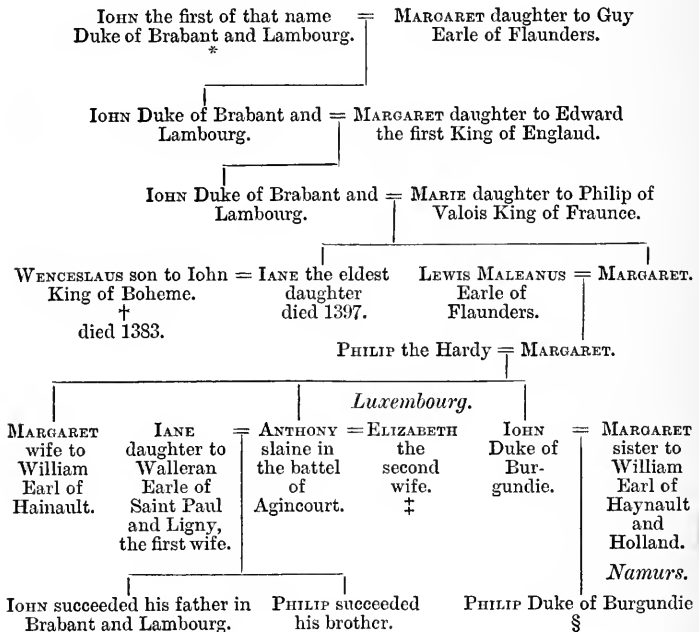 IOHN the first of that name = MARGARET daughter to Guy
Duke of Brabant and Lambourg. Earle of Flaunders.
*
IOHN Duke of Brabant and = MARGARET daughter to Edward
Lambourg. the first King of England.
IOHN Duke of Brabant and = MARIE daughter to Philip of
Lambourg. Valois King of Fraunce.
WENCESLAUS son to Iohn = IANE the eldest
King of Boheme. daughter
† died 1397.
died 1383.
LEWIS MALEANUS = MARGARET.
Earle of
Flaunders.
PHILIP the Hardy = MARGARET.
Luxembourg.
MARGARET
wife to
William
Earl of
Hainault.
IANE
daughter to
Walleran
Earle of
Saint Paul
and Ligny,
the first wife.
= ANTHONY
slaine in
the battel
of
Agincourt.
= ELIZABETH
the
second
wife.
‡
IOHN
Duke of
Bur-
gundie.
= MARGARET
sister to
William
Earl of
Haynault
and
Holland.
Namurs.
IOHN succeeded his father in
Brabant and Lambourg.
PHILIP succeeded
his brother.
PHILIP Duke of Burgundie
§